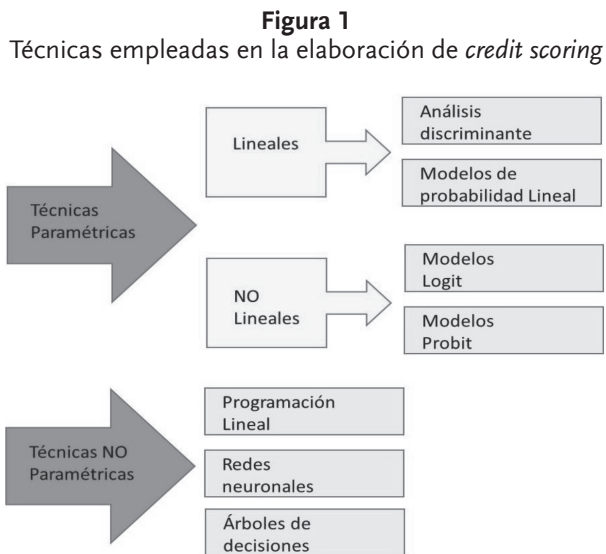 Figura 1
Técnicas empleadas en la elaboración de credit scoring
Técnicas
Paramétricas
Lineales
Análisis
discriminante
Modelos de
probabilidad Lineal
NO
Lineales
Modelos
Logit
Modelos
Probit
Técnicas NO
Paramétricas
Programación
Lineal
Redes
neuronales
Árboles de
decisiones